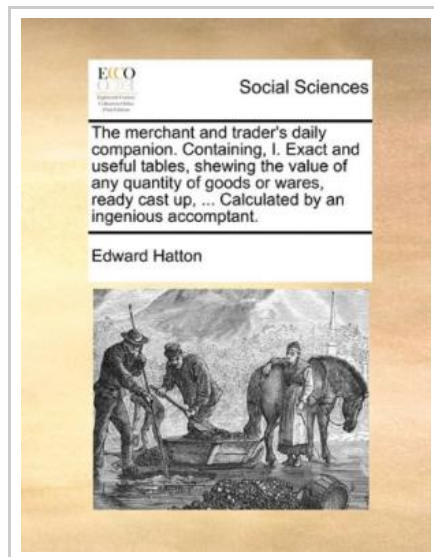 ECCO
Social Sciences
The merchant and trader's daily
companion. Containing, I. Exact and
useful tables, shewing the value of
any quantity of goods or wares,
ready cast up, ... Calculated by an
ingenious accomptant.
Edward Hatton